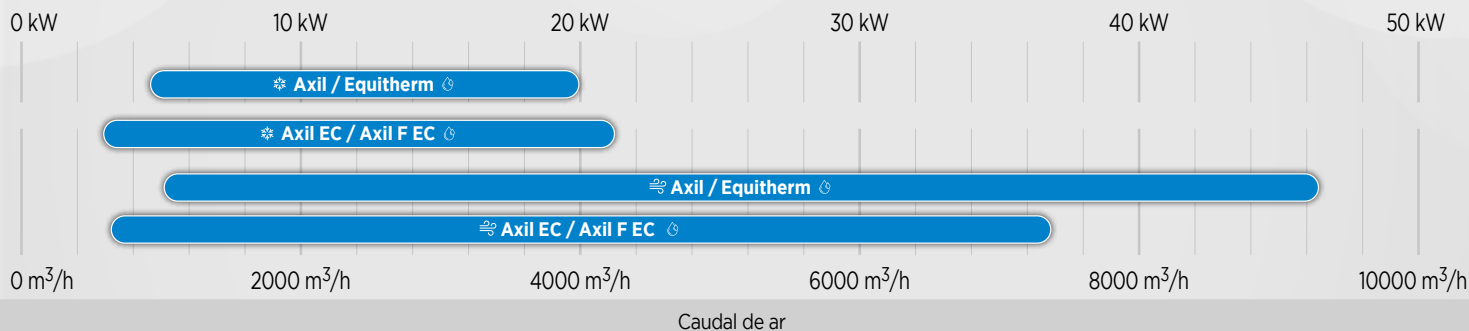 0 kW 10 kW 20 kW 30 kW 40 kW 50 kW
Axil / Equitherm
Axil EC / Axil F EC
Axil / Equitherm
Axil EC / Axil F EC
0 m³/h 2000 m³/h 4000 m³/h 6000 m³/h 8000 m³/h 10000 m³/h
Caudal de ar